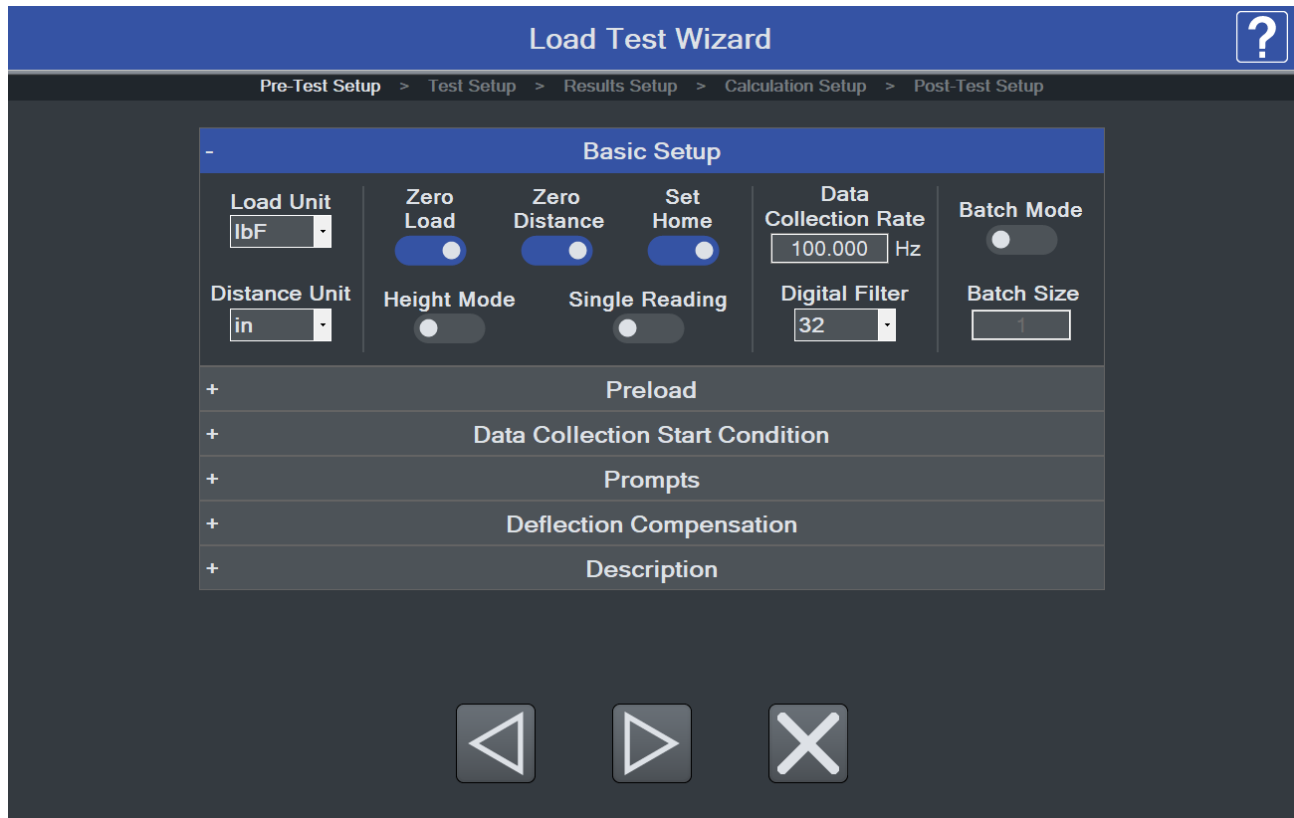 Load Test Wizard
?
Pre-Test Setup > Test Setup > Results Setup > Calculation Setup > Post-Test Setup
- Basic Setup
Load Unit
lbF
Distance Unit
in
Zero
Load
Zero
Distance
Set
Home
Height Mode
Single Reading
Data
Collection Rate
100.000 Hz
Digital Filter
32
Batch Mode
Batch Size
1
+ Preload
+ Data Collection Start Condition
+ Prompts
+ Deflection Compensation
+ Description